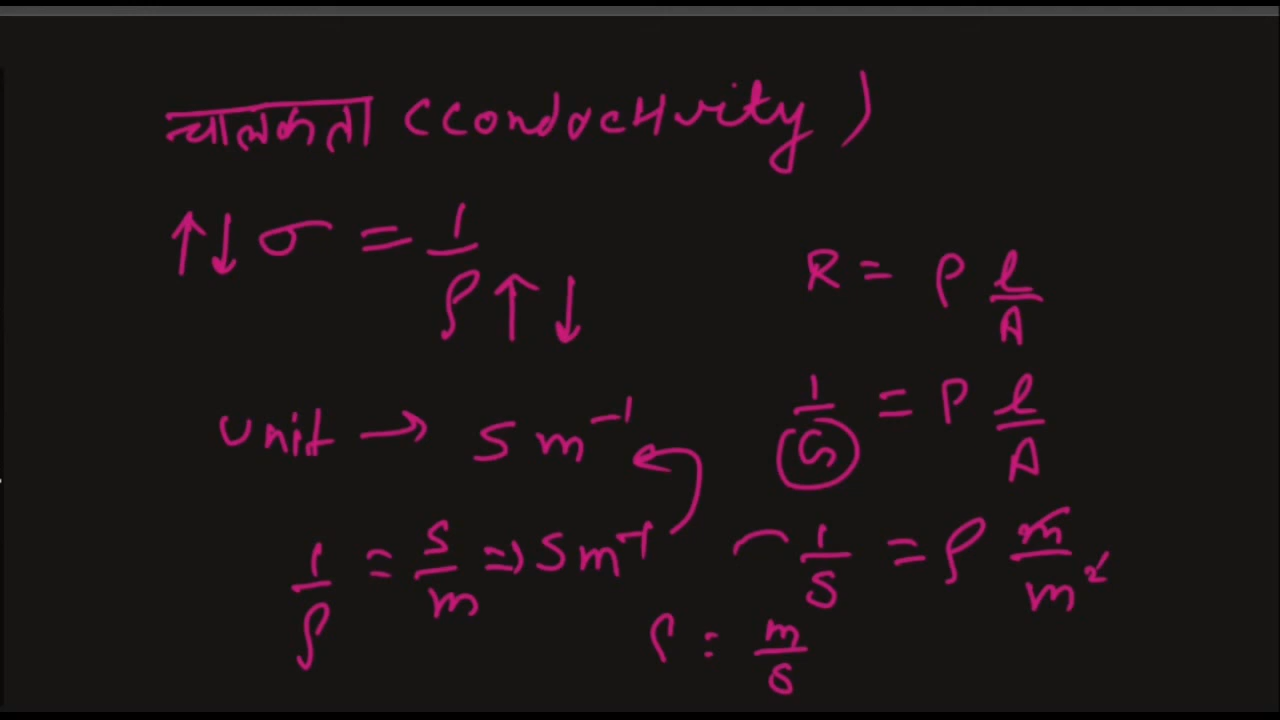 चालकता (Conductivity)
↑↓ σ = 1/ρ ↑↓
R = ρ l/A
unit → S m⁻¹
1/G = ρ l/A
1/ρ = S/m ⇒ S m⁻¹
1/S = ρ m/m²
ρ = m/S